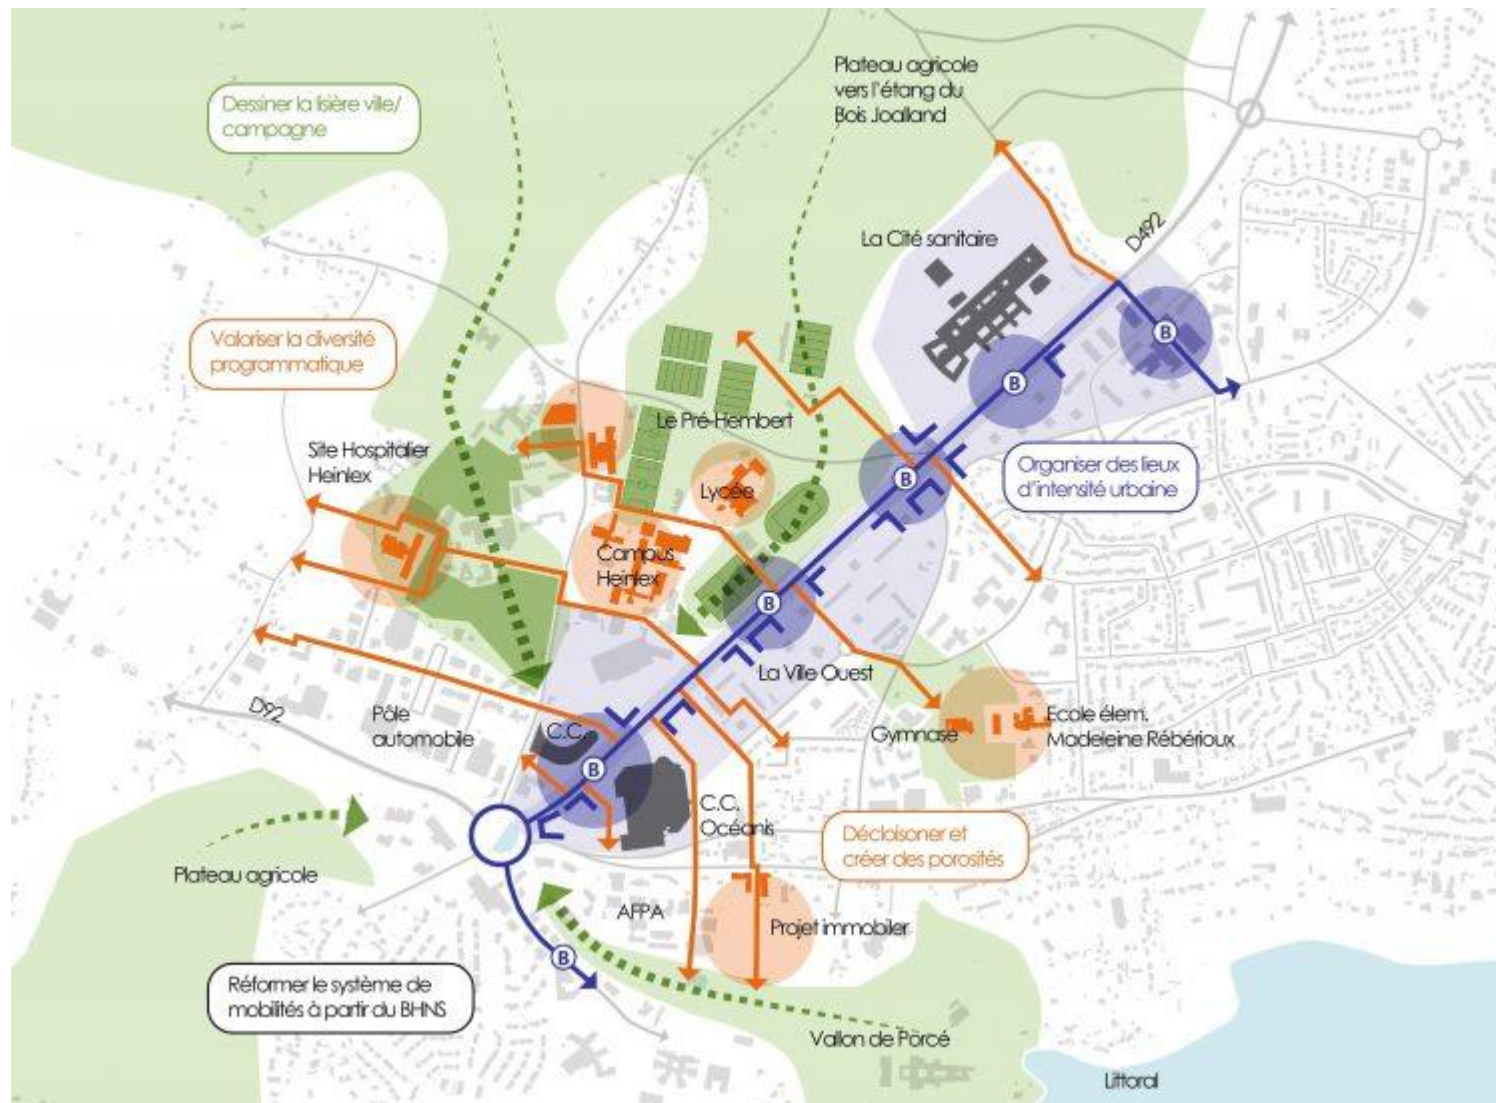 Plateau agricole
vers l'étang du
Bois Joalland
Dessiner la lisière ville/
campagne
D492
La Cité sanitaire
Valoriser la diversité
programmatique
B
B
Le Pré-Hembert
Site Hospitalier
Heinlex
Organiser des lieux
d'intensité urbaine
B
Lycée
Campus
Heinlex
B
La Ville Ouest
D92
Pôle
automobile
C.C.
Gymnase
Ecole élem.
Madeleine Rébérioux
B
C.C.
Océanis
Décloisoner et
créer des porosités
Plateau agricole
AFPA
Projet immobiler
B
Réformer le système de
mobilités à partir du BHNS
Vallon de Porcé
Littoral